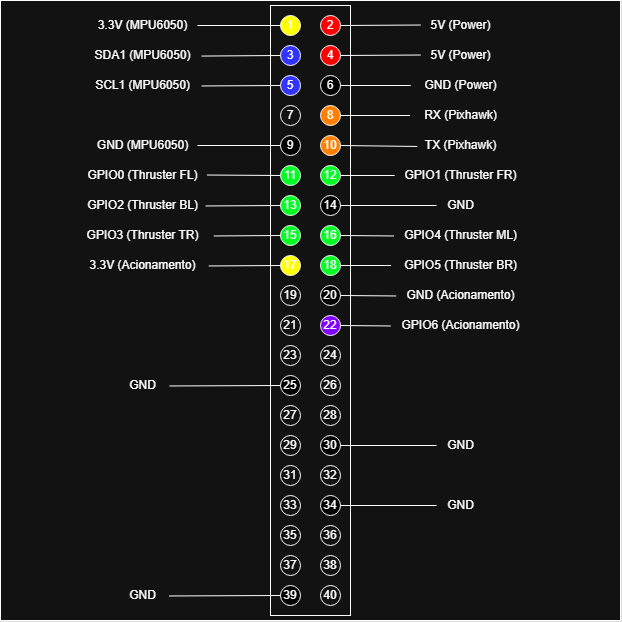 3.3V (MPU6050) 1 2 5V (Power)
SDA1 (MPU6050) 3 4 5V (Power)
SCL1 (MPU6050) 5 6 GND (Power)
7 8 RX (Pixhawk)
GND (MPU6050) 9 10 TX (Pixhawk)
GPIO0 (Thruster FL) 11 12 GPIO1 (Thruster FR)
GPIO2 (Thruster BL) 13 14 GND
GPIO3 (Thruster TR) 15 16 GPIO4 (Thruster ML)
3.3V (Acionamento) 17 18 GPIO5 (Thruster BR)
19 20 GND (Acionamento)
21 22 GPIO6 (Acionamento)
23 24
GND 25 26
27 28
29 30 GND
31 32
33 34 GND
35 36
37 38
GND 39 40